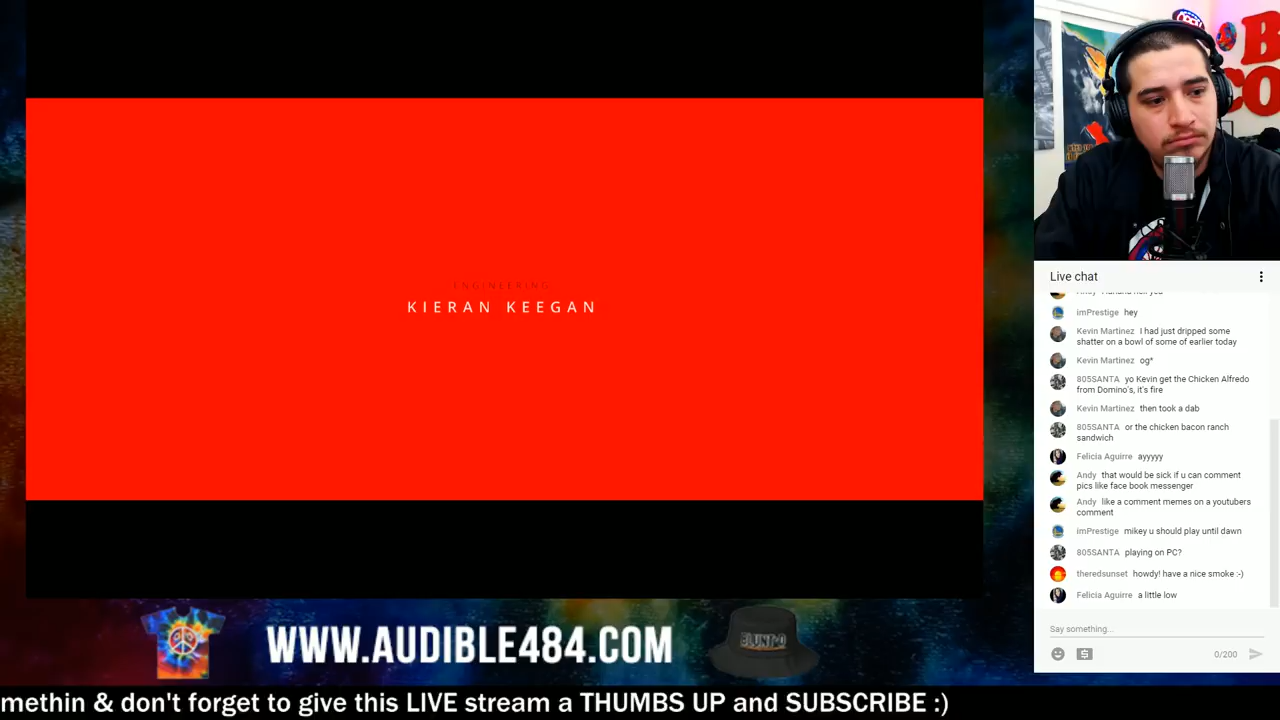 ENGINEERING
KIERAN KEEGAN
B
CO
Live chat
imPrestige hey
Kevin Martinez I had just dripped some
shatter on a bowl of some of earlier today
Kevin Martinez og*
805SANTA yo Kevin get the Chicken Alfredo
from Domino's, it's fire
Kevin Martinez then took a dab
805SANTA or the chicken bacon ranch
sandwich
Felicia Aguirre ayyyyy
Andy that would be sick if u can comment
pics like face book messenger
Andy like a comment memes on a youtubers
comment
imPrestige mikey u should play until dawn
805SANTA playing on PC?
theredsunset howdy! have a nice smoke :-)
Felicia Aguirre a little low
Say something...
0/200
WWW.AUDIBLE484.COM
methin & don't forget to give this LIVE stream a THUMBS UP and SUBSCRIBE :)